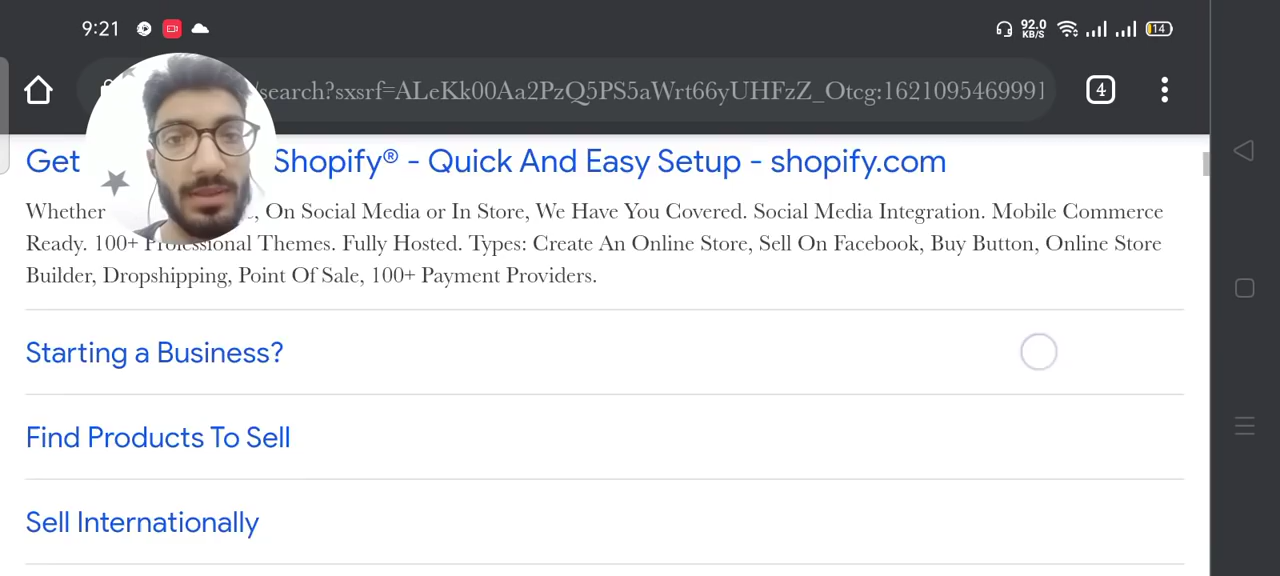 9:21 92.0 KB/S 14
/search?sxsrf=ALeKk00Aa2PzQ5PS5aWrt66yUHFzZ_Otcg:1621095469991 4
Get Shopify® - Quick And Easy Setup - shopify.com
Whether , On Social Media or In Store, We Have You Covered. Social Media Integration. Mobile Commerce
Ready. 100+ Professional Themes. Fully Hosted. Types: Create An Online Store, Sell On Facebook, Buy Button, Online Store
Builder, Dropshipping, Point Of Sale, 100+ Payment Providers.
Starting a Business?
Find Products To Sell
Sell Internationally